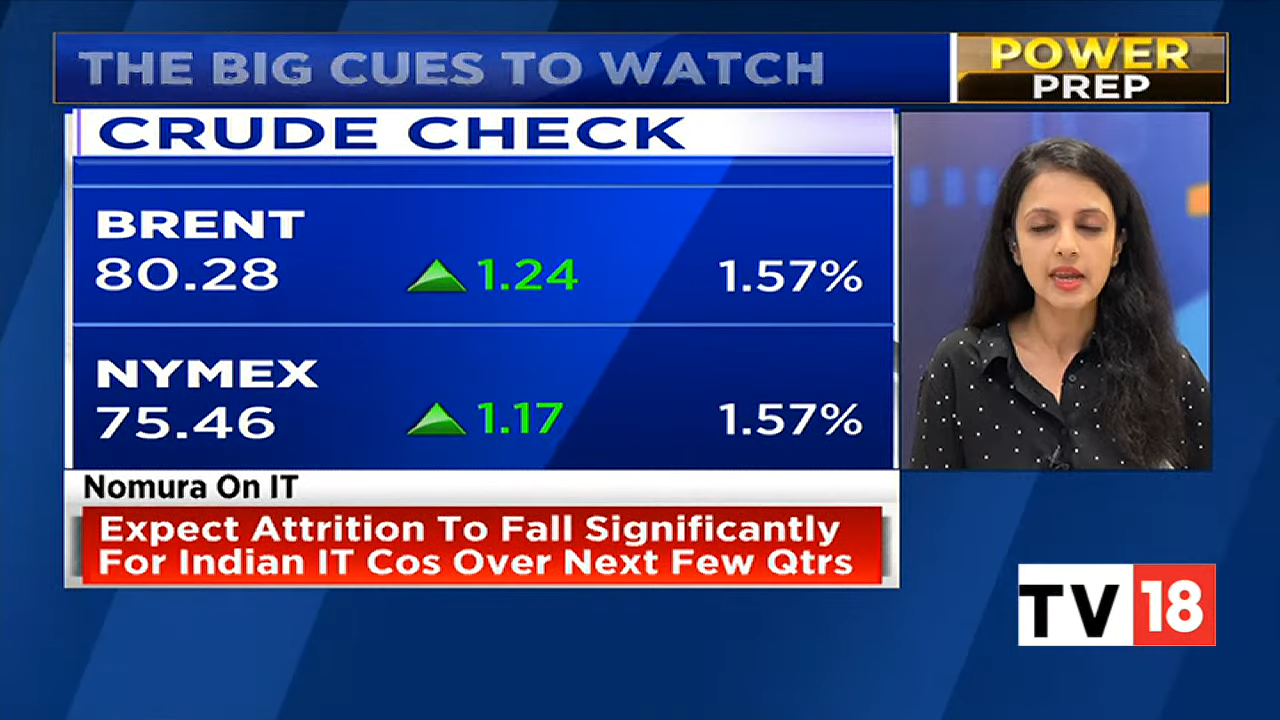 THE BIG CUES TO WATCH
POWER
PREP
CRUDE CHECK
BRENT
80.28 1.24 1.57%
NYMEX
75.46 1.17 1.57%
Nomura On IT
Expect Attrition To Fall Significantly
For Indian IT Cos Over Next Few Qtrs
TV 18